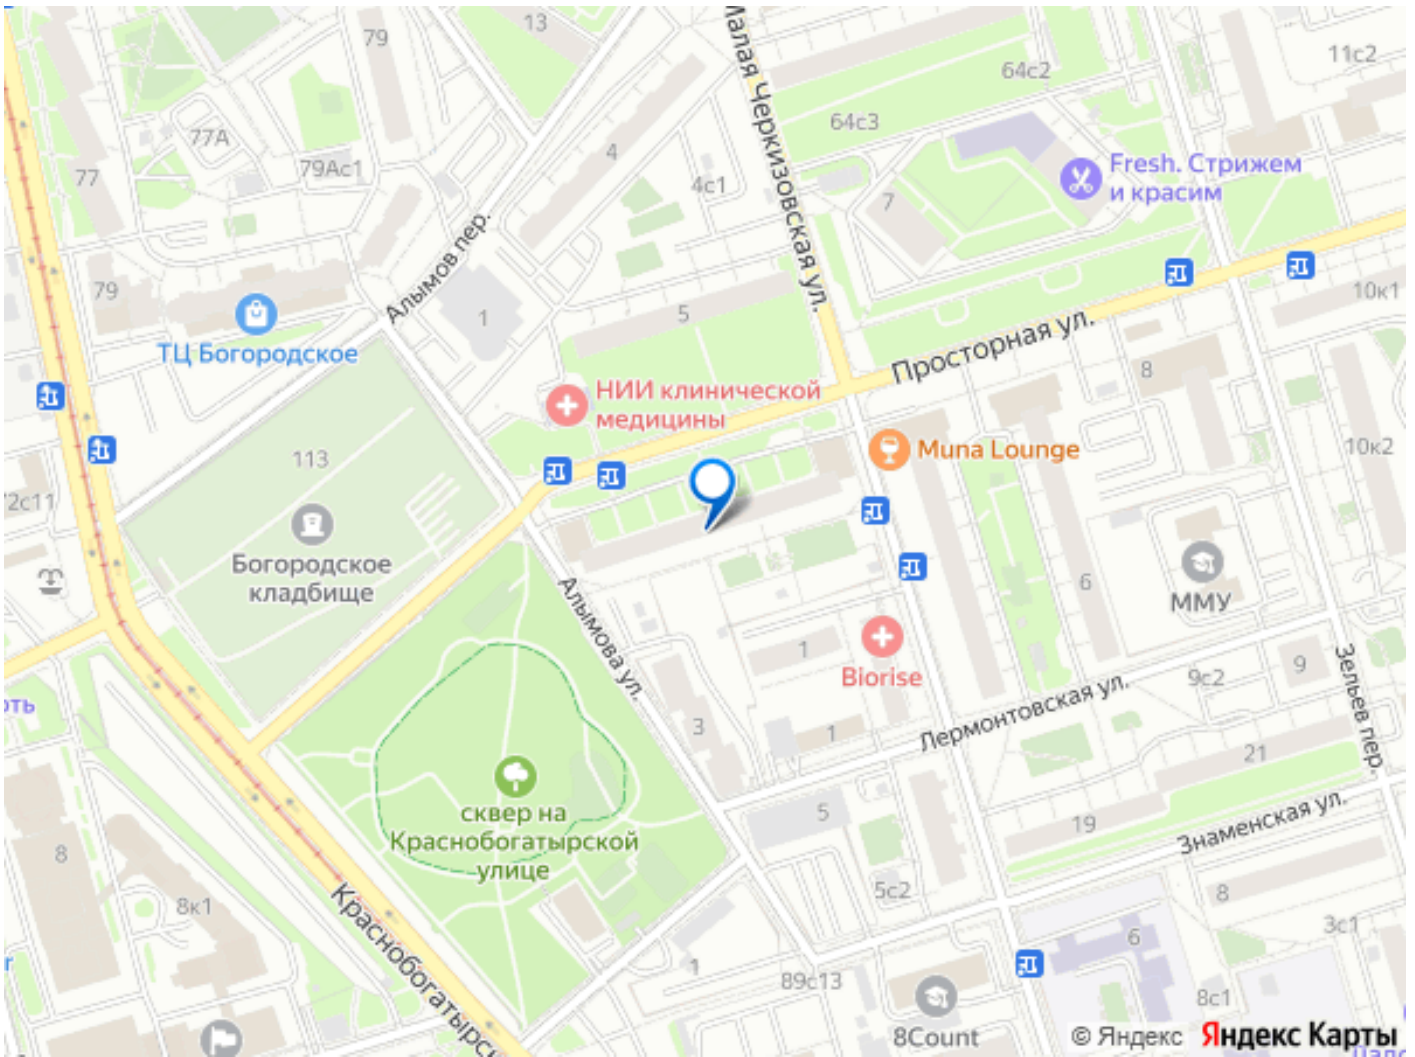 13
79
11с2
64с2
Малая Черкизовская ул.
64с3
77А
4
79Ас1
77
4с1
7
Fresh. Стрижем
и красим
Алымов пер.
79
10к1
1
5
ТЦ Богородское
Просторная ул.
8
НИИ клинической
медицины
Muna Lounge
10к2
113
2с11
Богородское
кладбище
Алымова ул.
6
ММУ
1
Biorise
9с2
9
Зельев пер.
Лермонтовская ул.
3
1
21
сквер на
Краснобогатырской
улице
5
19
Знаменская ул.
8
8к1
5с2
8
3с1
Краснобогатырс
6
1
89с13
8с1
8Count
© Яндекс Яндекс Карты